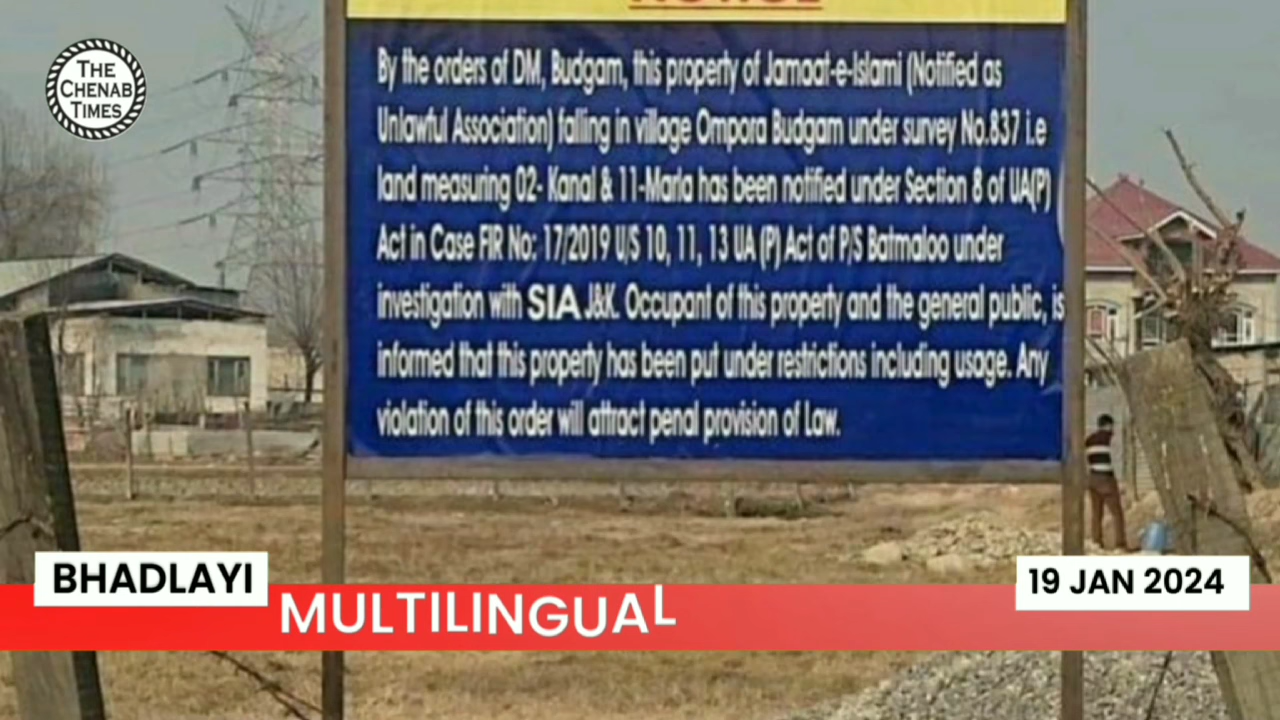 THE
CHENAB
TIMES
NOTICE
By the orders of DM, Budgam, this property of Jamaat-e-Islami (Notified as
Unlawful Association) falling in village Ompora Budgam under survey No.837 i.e
land measuring 02- Kanal & 11-Marla has been notified under Section 8 of UA(P)
Act in Case FIR No: 17/2019 U/S 10, 11, 13 UA (P) Act of P/S Batmaloo under
investigation with SIA J&K. Occupant of this property and the general public, is
informed that this property has been put under restrictions including usage. Any
violation of this order will attract penal provision of Law.
BHADLAYI
19 JAN 2024
MULTILINGUAL